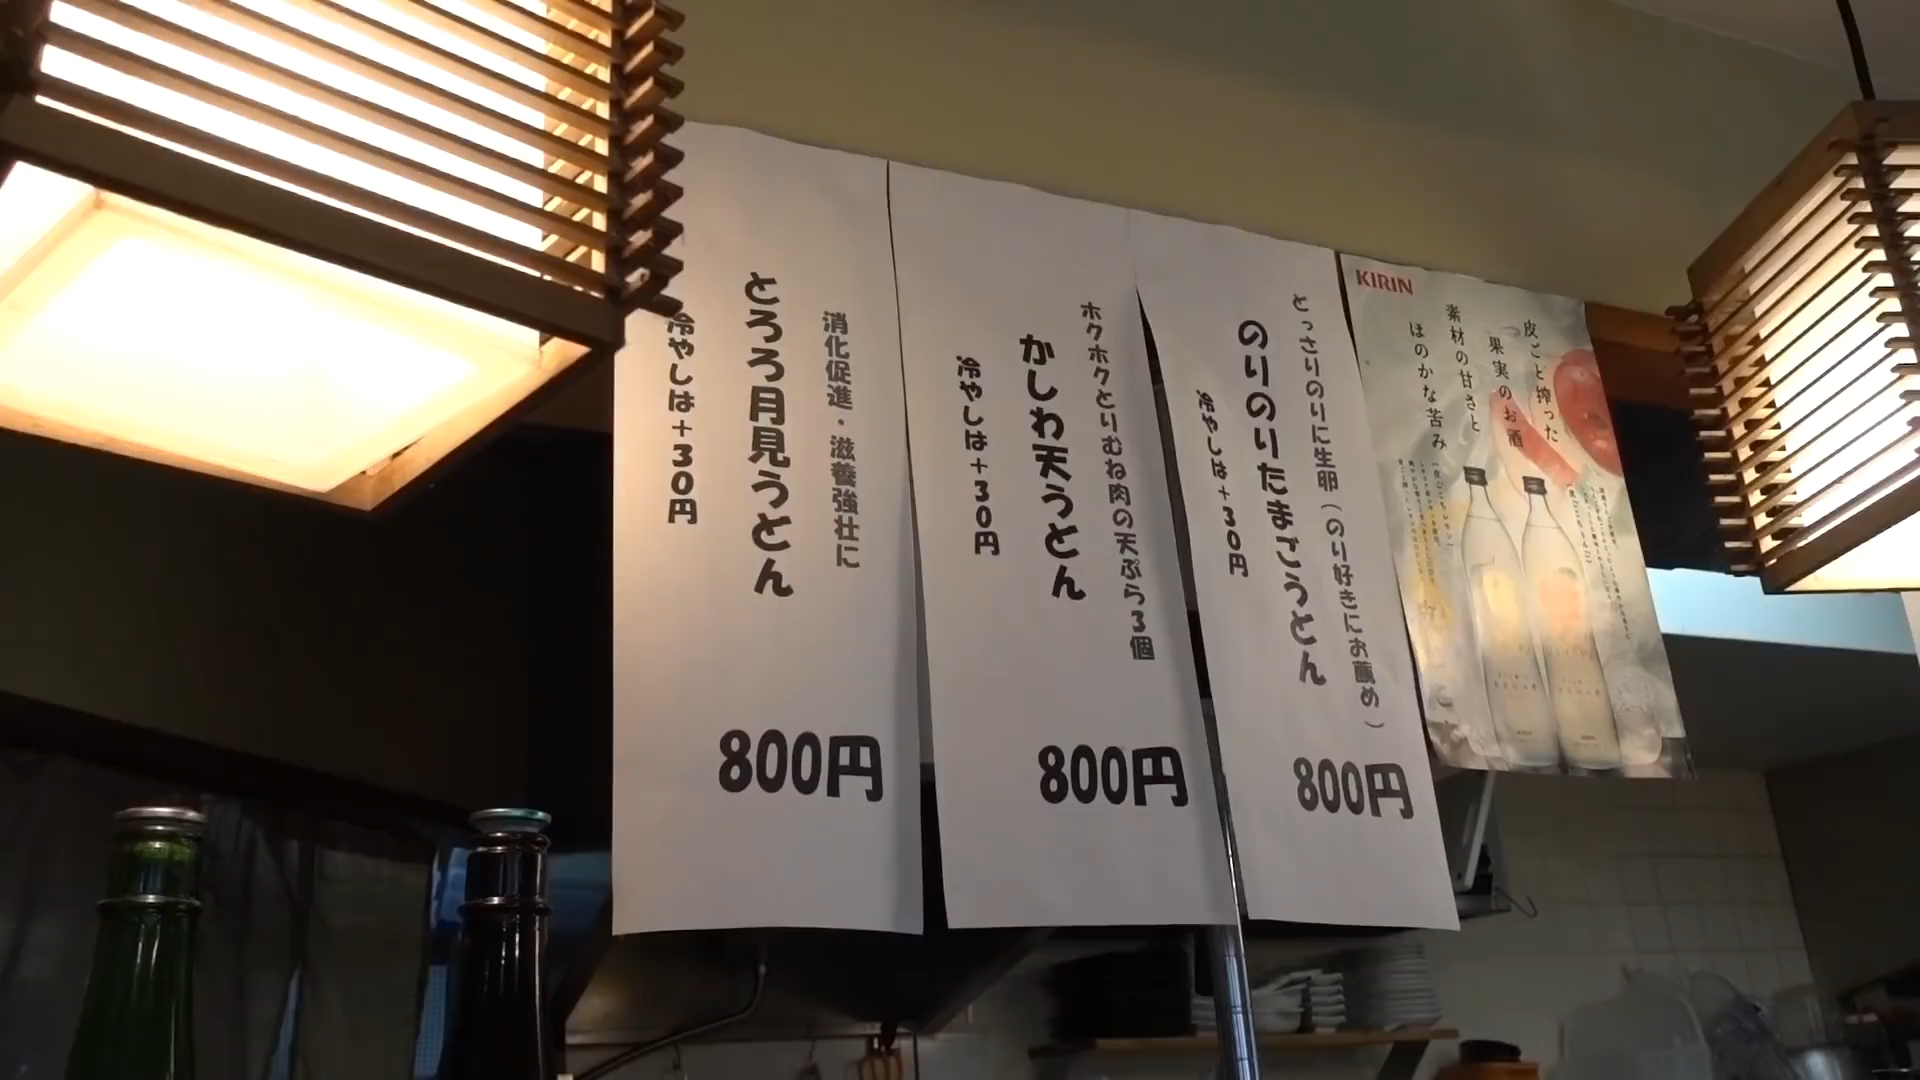 KIRIN
皮ごと搾った
果実のお酒
素材の甘さと
ほのかな苦み
どっさりのりに生卵(のり好きにお薦め)
のりのりたまごうどん
冷やしは+30円
800円
ホクホクとりむね肉の天ぷら3個
かしわ天うどん
冷やしは+30円
800円
消化促進・滋養強壮に
とろろ月見うどん
冷やしは+30円
800円